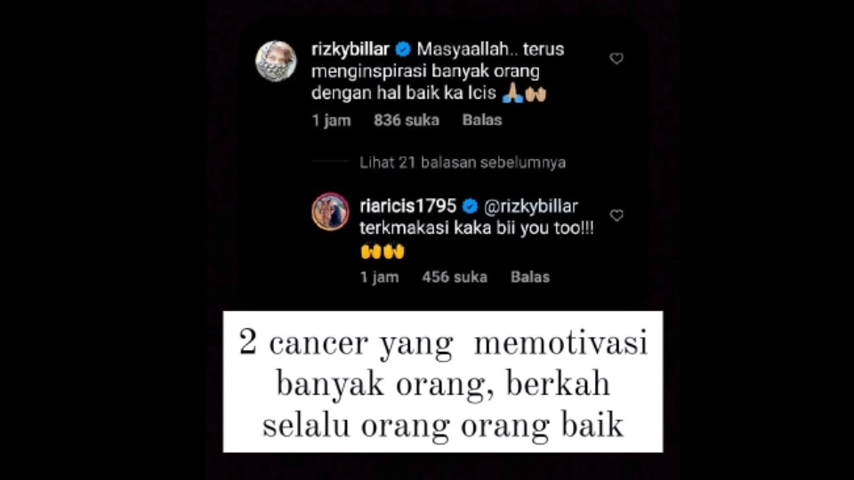 rizkybillar Masyaallah.. terus
menginspirasi banyak orang
dengan hal baik ka Icis 🙏🏽🙌🏽
1 jam 836 suka Balas
Lihat 21 balasan sebelumnya
riaricis1795 @rizkybillar
terkmakasi kaka bii you too!!!
🙌🙌
1 jam 456 suka Balas
2 cancer yang memotivasi
banyak orang, berkah
selalu orang orang baik